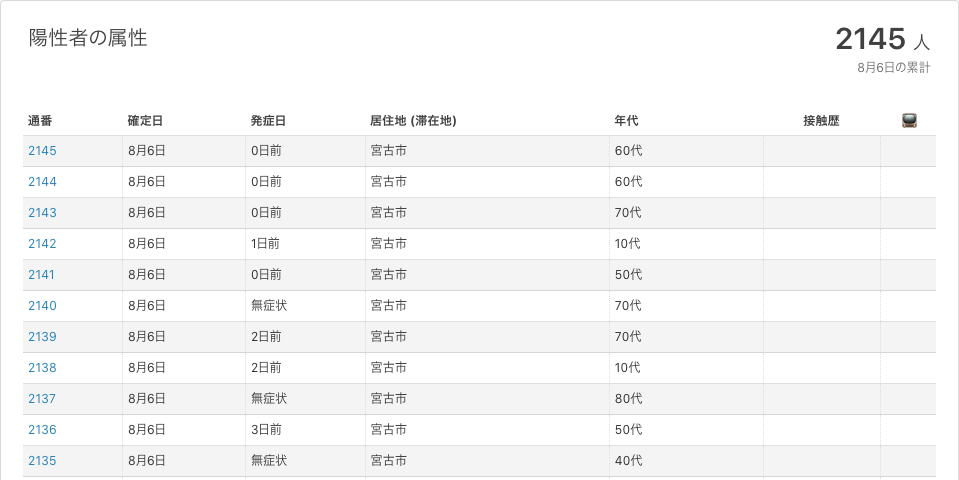 陽性者の属性
2145 人
8月6日の累計
通番 確定日 発症日 居住地 (滞在地) 年代 接触歴
2145 8月6日 0日前 宮古市 60代
2144 8月6日 0日前 宮古市 60代
2143 8月6日 0日前 宮古市 70代
2142 8月6日 1日前 宮古市 10代
2141 8月6日 0日前 宮古市 50代
2140 8月6日 無症状 宮古市 70代
2139 8月6日 2日前 宮古市 70代
2138 8月6日 2日前 宮古市 10代
2137 8月6日 無症状 宮古市 80代
2136 8月6日 3日前 宮古市 50代
2135 8月6日 無症状 宮古市 40代